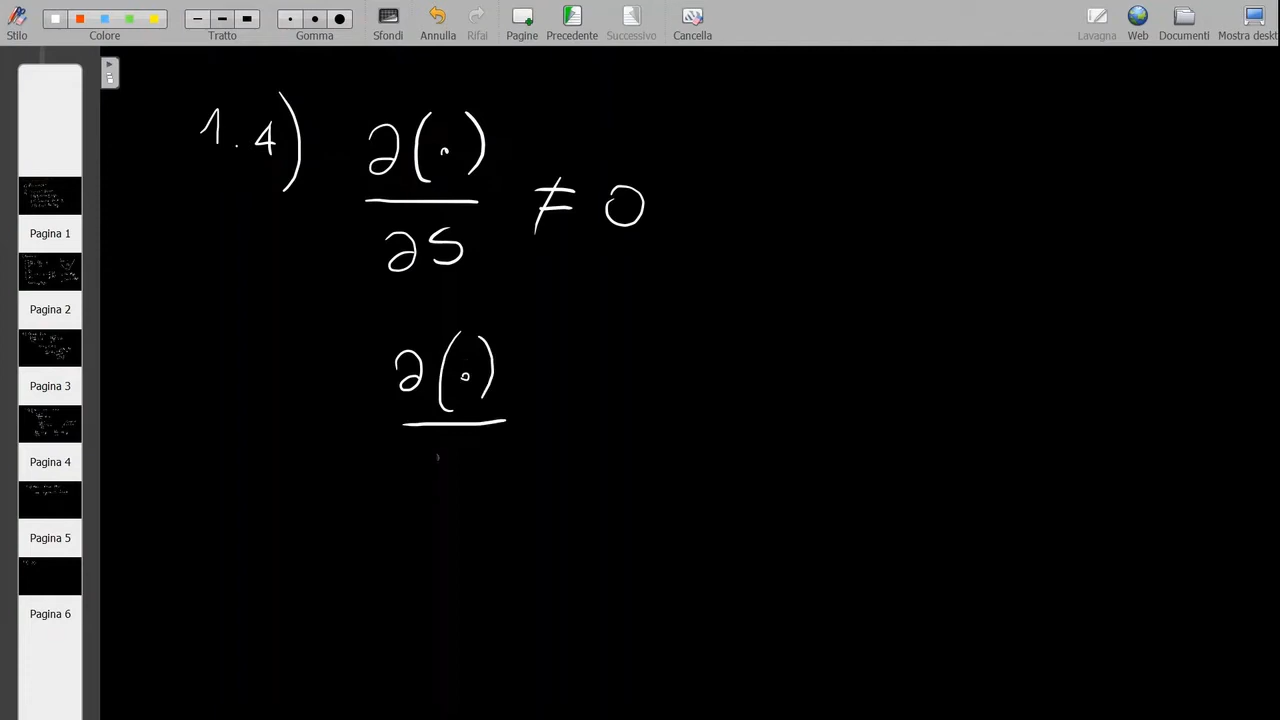 Stilo Colore Tratto Gomma Sfondi Annulla Rifai Pagine Precedente Successivo Cancella Lavagna Web Documenti Mostra deskt
1.4) ∂(·)
/ ∂s ≠ 0
∂(·)
Pagina 1
Pagina 2
Pagina 3
Pagina 4
Pagina 5
Pagina 6